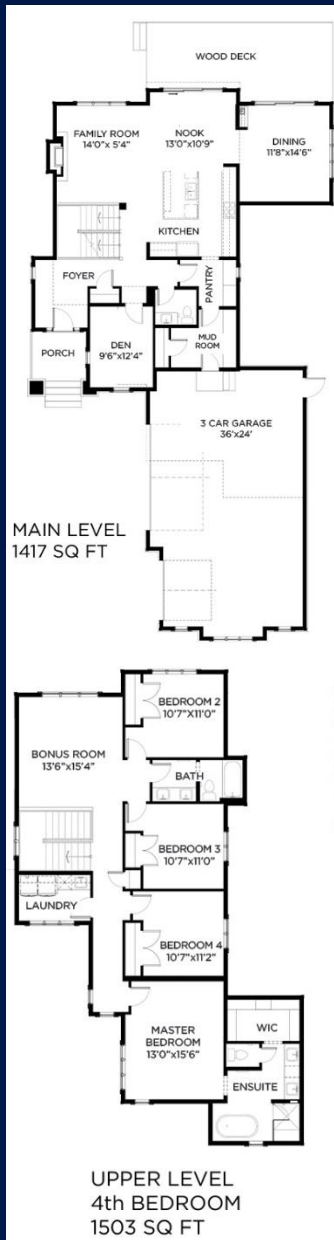 WOOD DECK
FAMILY ROOM
14'0"x 5'4"
NOOK
13'0"x10'9"
DINING
11'8"x14'6"
KITCHEN
FOYER
PANTRY
PORCH
DEN
9'6"x12'4"
MUD
ROOM
3 CAR GARAGE
36'x24'
MAIN LEVEL
1417 SQ FT
BEDROOM 2
10'7"X11'0"
BONUS ROOM
13'6"x15'4"
BATH
BEDROOM 3
10'7"x11'0"
LAUNDRY
BEDROOM 4
10'7"x11'2"
MASTER
BEDROOM
13'0"x15'6"
WIC
ENSUITE
UPPER LEVEL
4th BEDROOM
1503 SQ FT